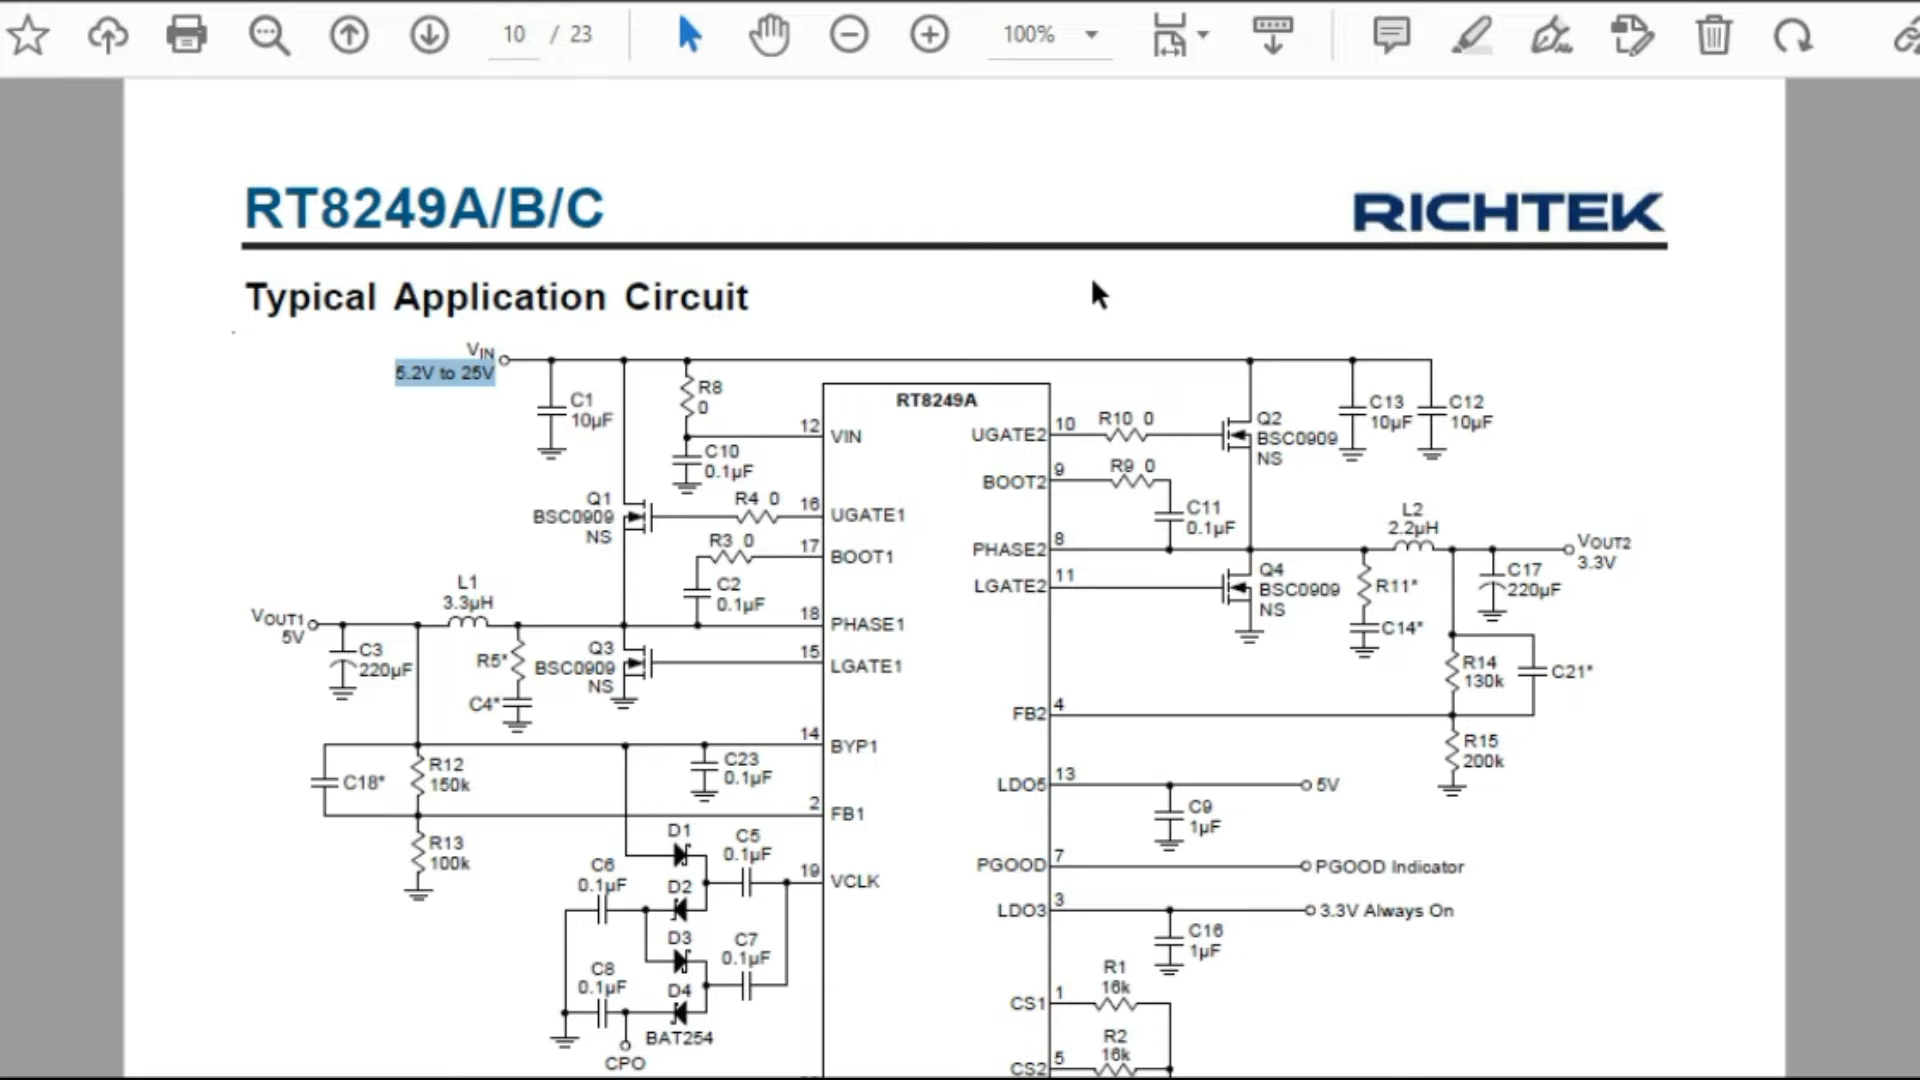 10 / 23
100%
RT8249A/B/C
RICHTEK
Typical Application Circuit
VIN
5.2V to 25V
C1
10µF
R8
0
12
VIN
C10
0.1µF
Q1
BSC0909
NS
R4 0
16
UGATE1
R3 0
17
BOOT1
C2
0.1µF
L1
3.3µH
VOUT1
5V
C3
220µF
R5*
C4*
Q3
BSC0909
NS
18
PHASE1
15
LGATE1
14
BYP1
C23
0.1µF
C18*
R12
150k
2
FB1
R13
100k
D1
C5
0.1µF
C6
0.1µF
D2
19
VCLK
D3
C7
0.1µF
C8
0.1µF
D4
BAT254
CPO
RT8249A
UGATE2
10
R10 0
Q2
BSC0909
NS
C13
10µF
C12
10µF
BOOT2
9
R9 0
C11
0.1µF
L2
2.2µH
PHASE2
8
VOUT2
3.3V
LGATE2
11
Q4
BSC0909
NS
R11*
C14*
C17
220µF
R14
130k
C21*
FB2
4
R15
200k
LDO5
13
5V
C9
1µF
PGOOD
7
PGOOD Indicator
LDO3
3
3.3V Always On
C16
1µF
R1
16k
CS1
1
R2
16k
CS2
5